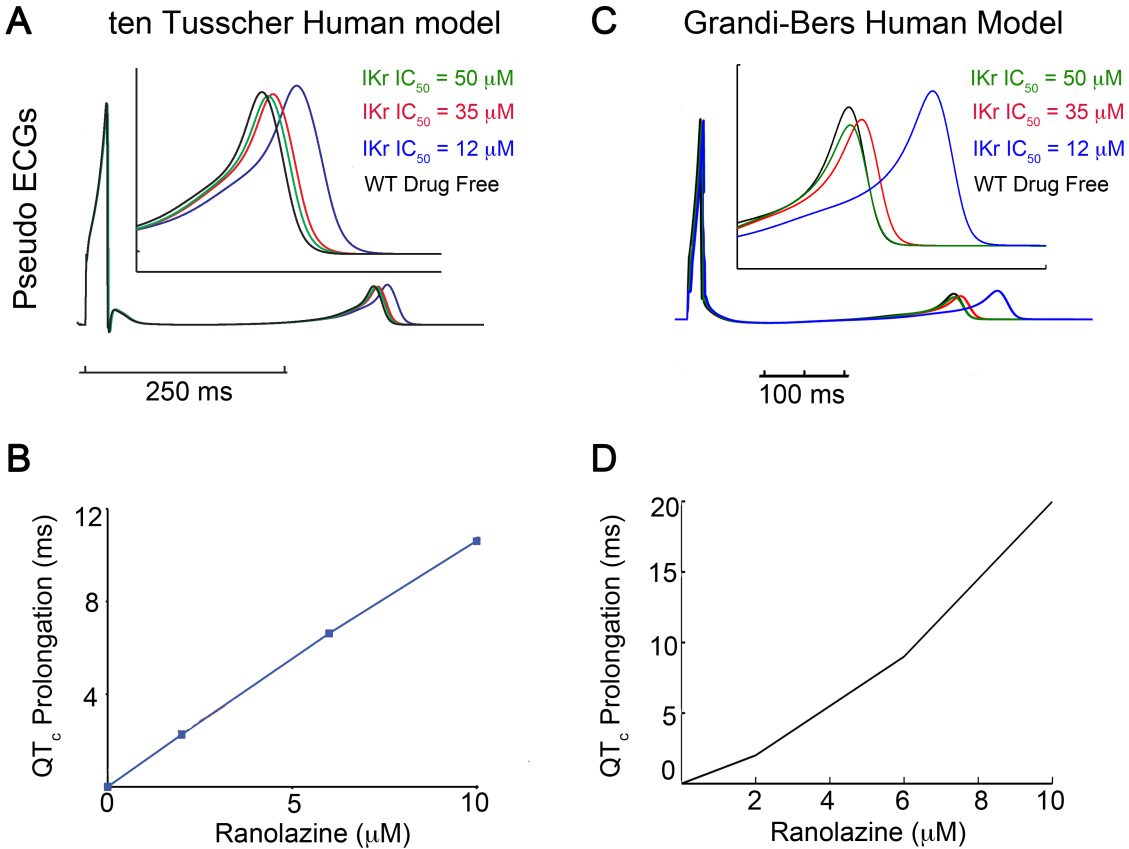 A
ten Tusscher Human model
Pseudo ECGs
IKr IC50 = 50 μM
IKr IC50 = 35 μM
IKr IC50 = 12 μM
WT Drug Free
250 ms
C
Grandi-Bers Human Model
IKr IC50 = 50 μM
IKr IC50 = 35 μM
IKr IC50 = 12 μM
WT Drug Free
100 ms
B
QTc Prolongation (ms)
12
8
4
0
5
10
Ranolazine (μM)
D
QTc Prolongation (ms)
20
15
10
5
0
2
4
6
8
10
Ranolazine (μM)